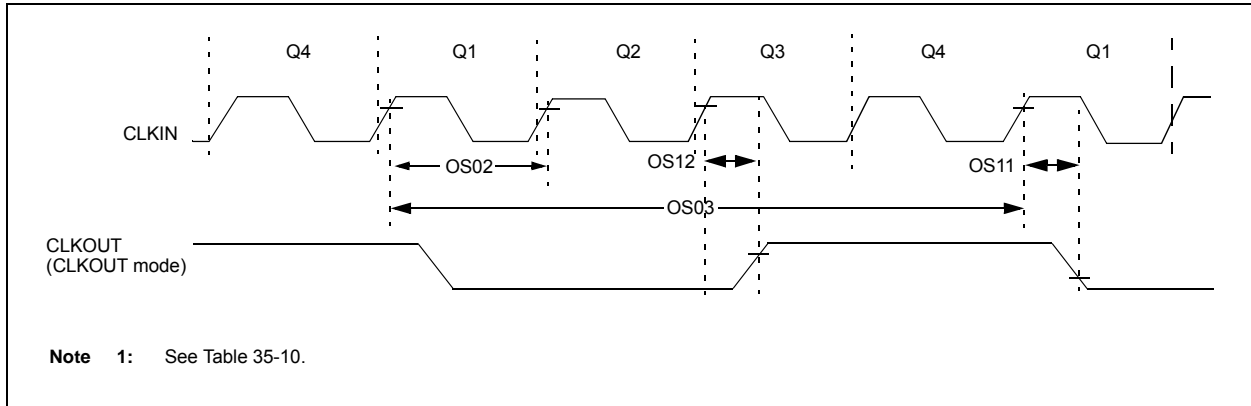 Q4 Q1 Q2 Q3 Q4 Q1
CLKIN
OS02 OS12 OS11
OS03
CLKOUT
(CLKOUT mode)
Note 1: See Table 35-10.